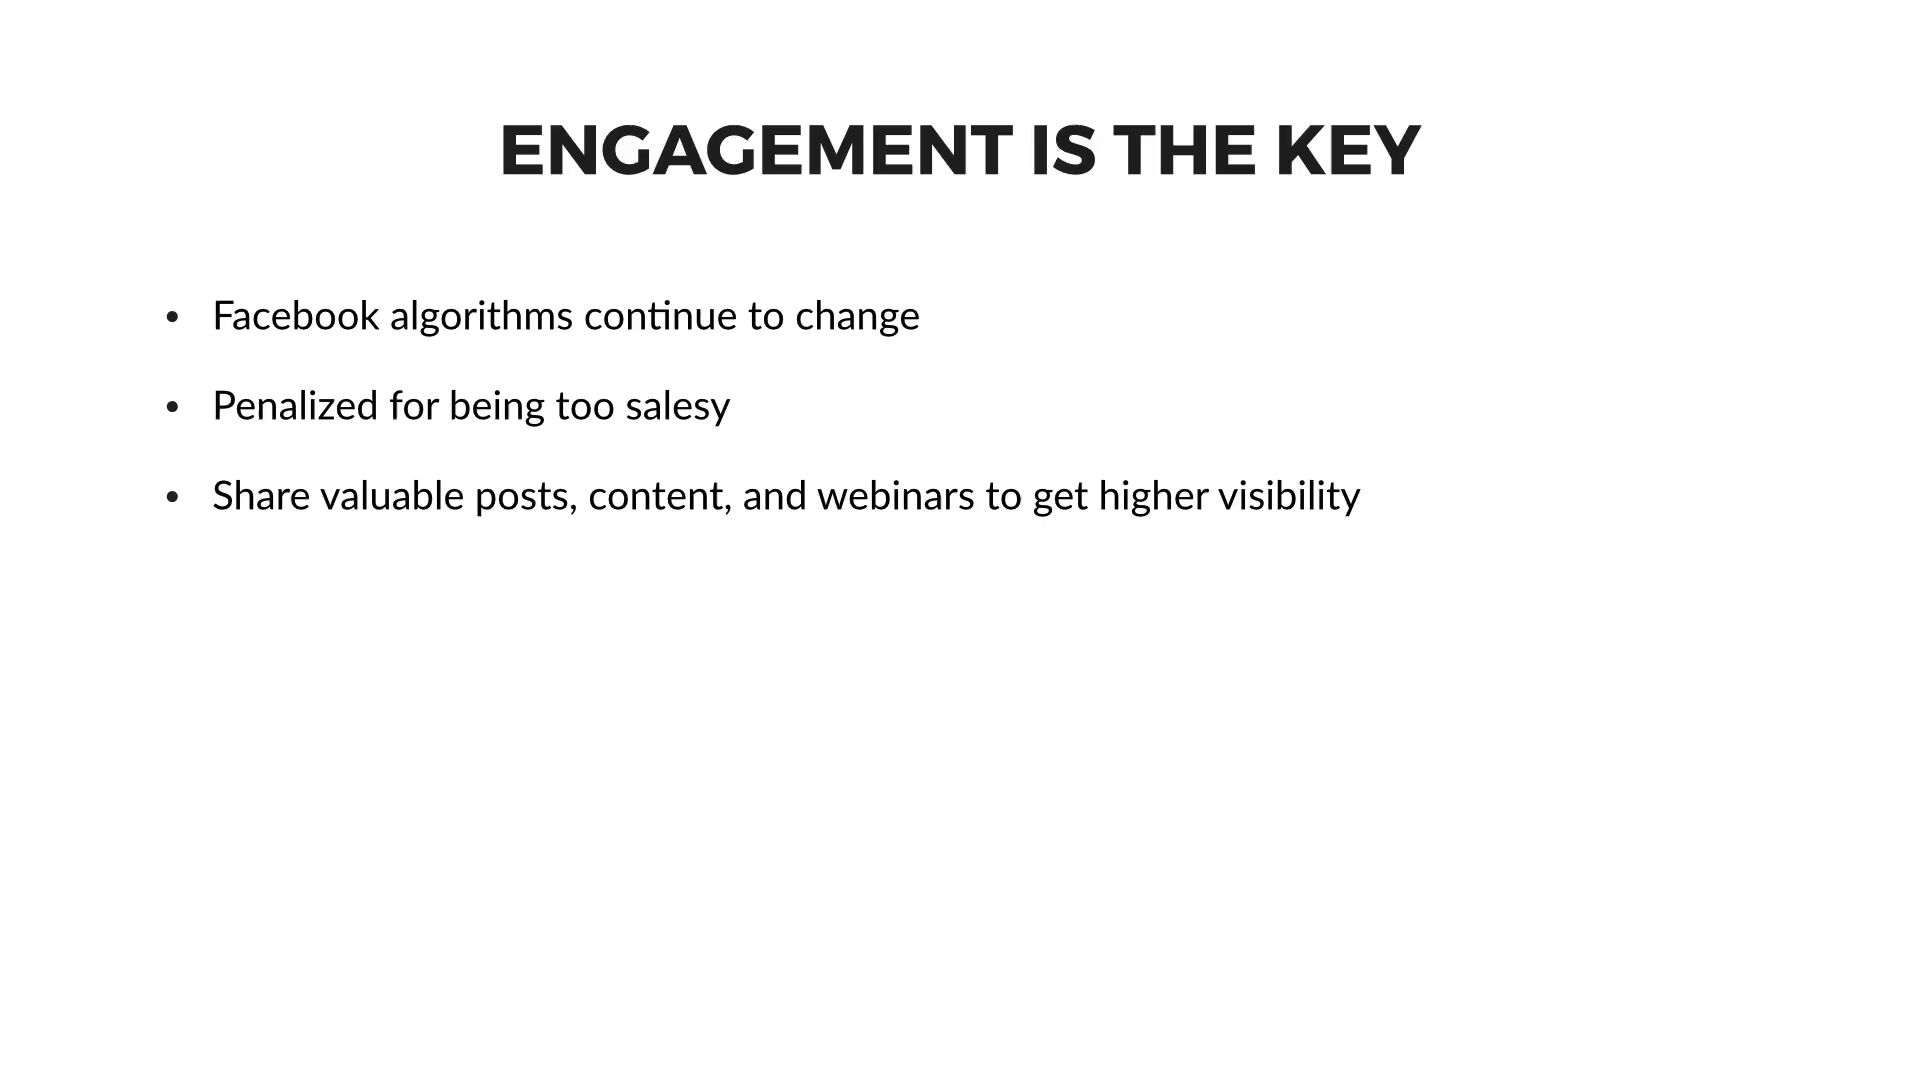 ENGAGEMENT IS THE KEY
• Facebook algorithms continue to change
• Penalized for being too salesy
• Share valuable posts, content, and webinars to get higher visibility